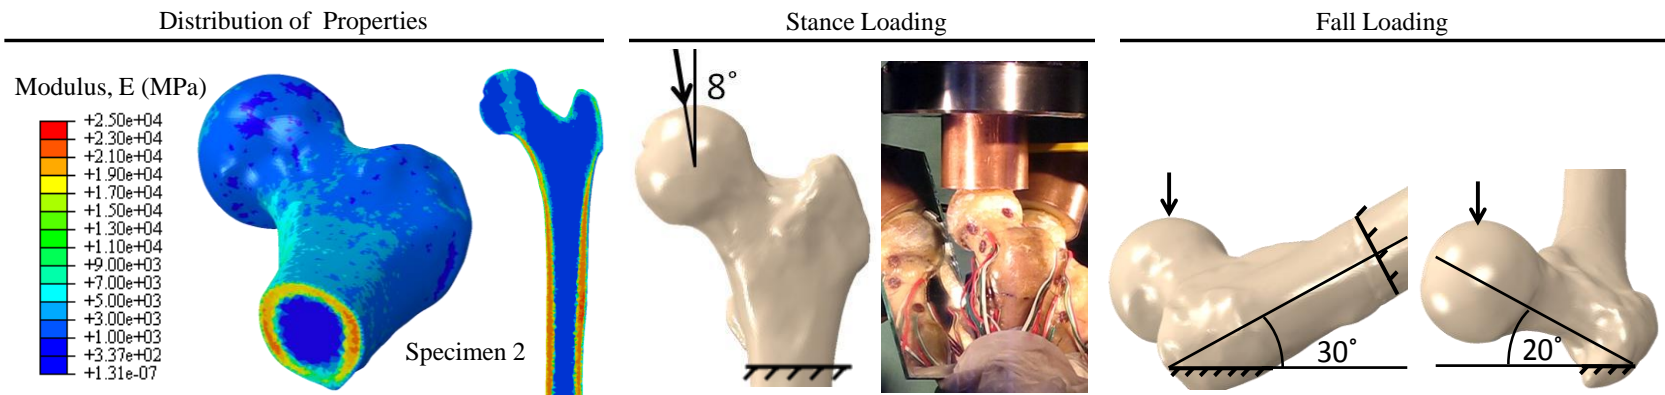 Distribution of Properties
Stance Loading
Fall Loading
Modulus, E (MPa)
+2.50e+04
+2.30e+04
+2.10e+04
+1.90e+04
+1.70e+04
+1.50e+04
+1.30e+04
+1.10e+04
+9.00e+03
+7.00e+03
+5.00e+03
+3.00e+03
+1.00e+03
+3.37e+02
+1.31e-07
Specimen 2
8˚
30˚
20˚